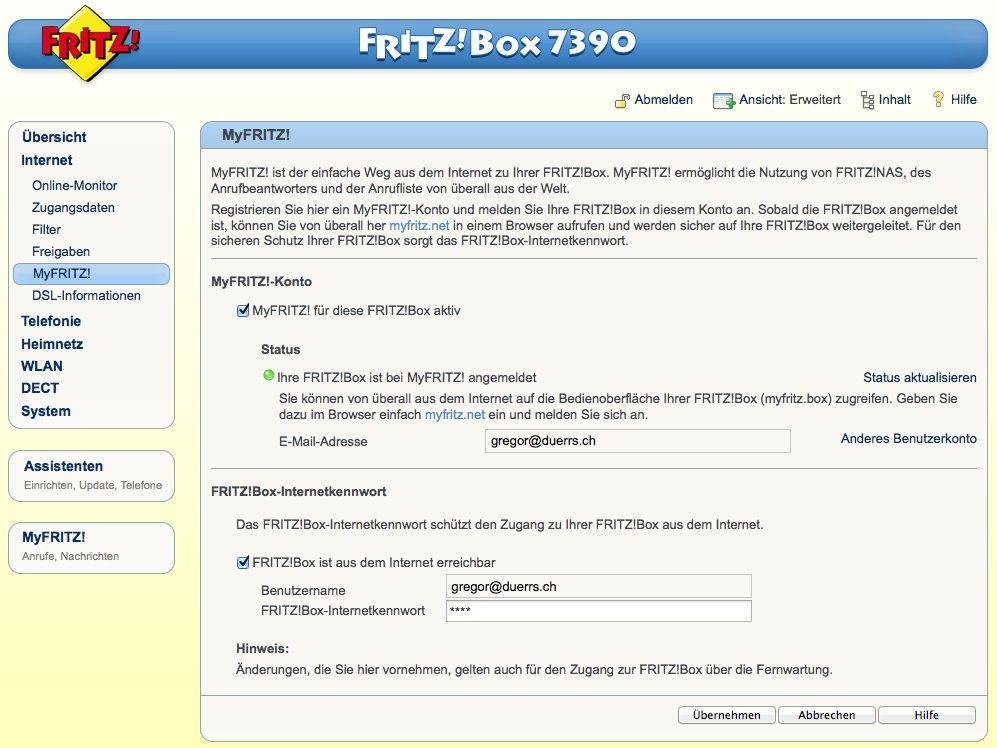 FRITZ!
FRITZ!Box 7390
Abmelden Ansicht: Erweitert Inhalt Hilfe
Übersicht
Internet
Online-Monitor
Zugangsdaten
Filter
Freigaben
MyFRITZ!
DSL-Informationen
Telefonie
Heimnetz
WLAN
DECT
System
Assistenten
Einrichten, Update, Telefone
MyFRITZ!
Anrufe, Nachrichten
MyFRITZ!
MyFRITZ! ist der einfache Weg aus dem Internet zu Ihrer FRITZ!Box. MyFRITZ! ermöglicht die Nutzung von FRITZ!NAS, des
Anrufbeantworters und der Anrufliste von überall aus der Welt.
Registrieren Sie hier ein MyFRITZ!-Konto und melden Sie Ihre FRITZ!Box in diesem Konto an. Sobald die FRITZ!Box angemeldet
ist, können Sie von überall her myfritz.net in einem Browser aufrufen und werden sicher auf Ihre FRITZ!Box weitergeleitet. Für den
sicheren Schutz Ihrer FRITZ!Box sorgt das FRITZ!Box-Internetkennwort.
MyFRITZ!-Konto
MyFRITZ! für diese FRITZ!Box aktiv
Status
Ihre FRITZ!Box ist bei MyFRITZ! angemeldet Status aktualisieren
Sie können von überall aus dem Internet auf die Bedienoberfläche Ihrer FRITZ!Box (myfritz.box) zugreifen. Geben Sie
dazu im Browser einfach myfritz.net ein und melden Sie sich an.
E-Mail-Adresse gregor@duerrs.ch Anderes Benutzerkonto
FRITZ!Box-Internetkennwort
Das FRITZ!Box-Internetkennwort schützt den Zugang zu Ihrer FRITZ!Box aus dem Internet.
FRITZ!Box ist aus dem Internet erreichbar
Benutzername gregor@duerrs.ch
FRITZ!Box-Internetkennwort ****
Hinweis:
Änderungen, die Sie hier vornehmen, gelten auch für den Zugang zur FRITZ!Box über die Fernwartung.
Übernehmen Abbrechen Hilfe